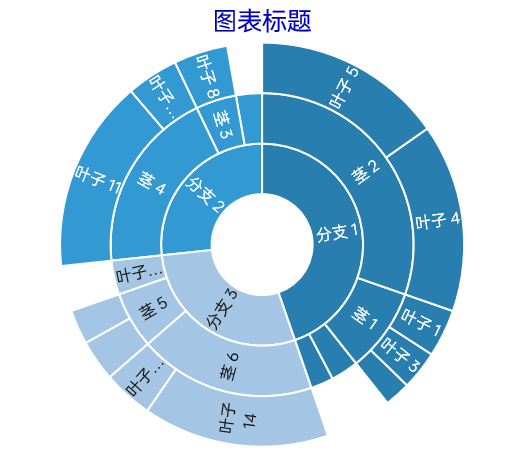 图表标题
分支 1
茎 2
叶子 5
叶子 4
茎 1
叶子 1
叶子 3
分支 3
茎 6
叶子
14
叶子…
茎 5
叶子…
分支 2
茎 4
叶子 11
叶子…
茎 3
叶子 8